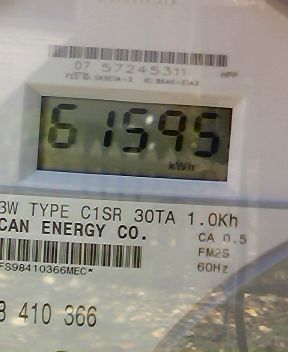 07 57245311 HPP
61595
kWh
3W TYPE C1SR 30TA 1.0Kh
CAN ENERGY CO.
CA 0.5
FM2S
60Hz
FS98410366MEC*
410 366